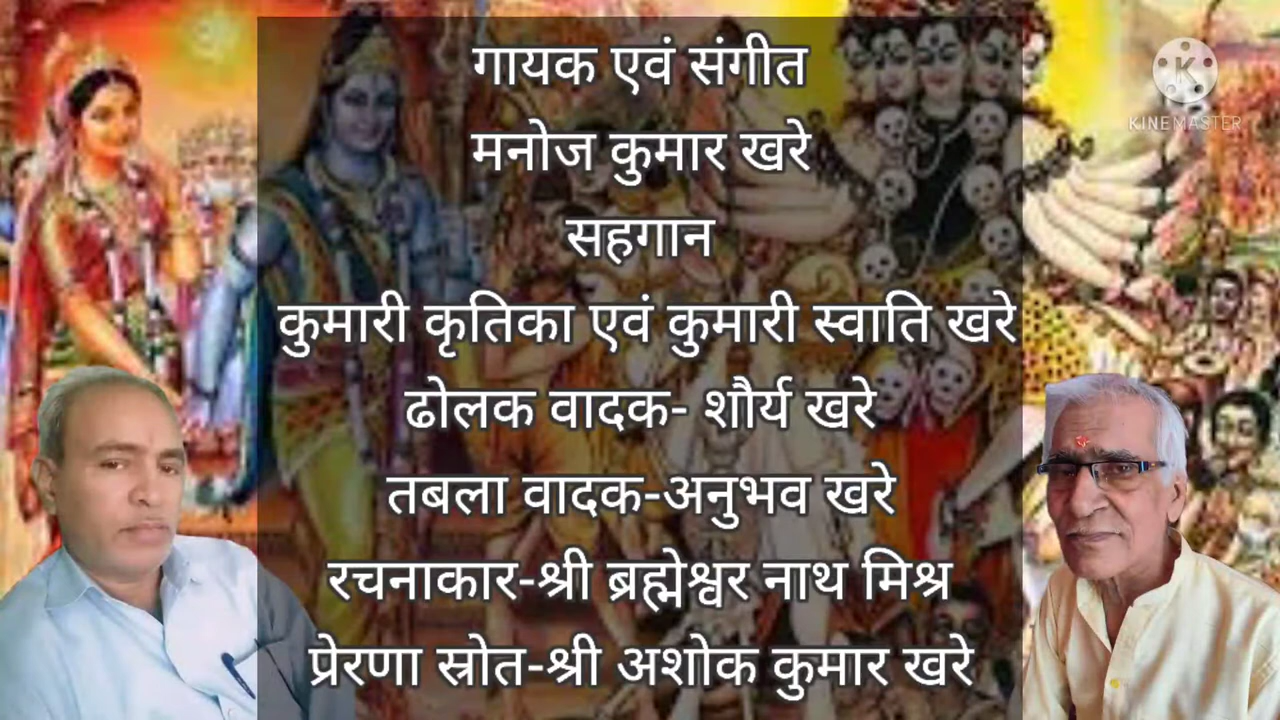 गायक एवं संगीत
मनोज कुमार खरे
सहगान
कुमारी कृतिका एवं कुमारी स्वाति खरे
ढोलक वादक- शौर्य खरे
तबला वादक-अनुभव खरे
रचनाकार-श्री ब्रह्मेश्वर नाथ मिश्र
प्रेरणा स्रोत-श्री अशोक कुमार खरे
K
KINEMASTER